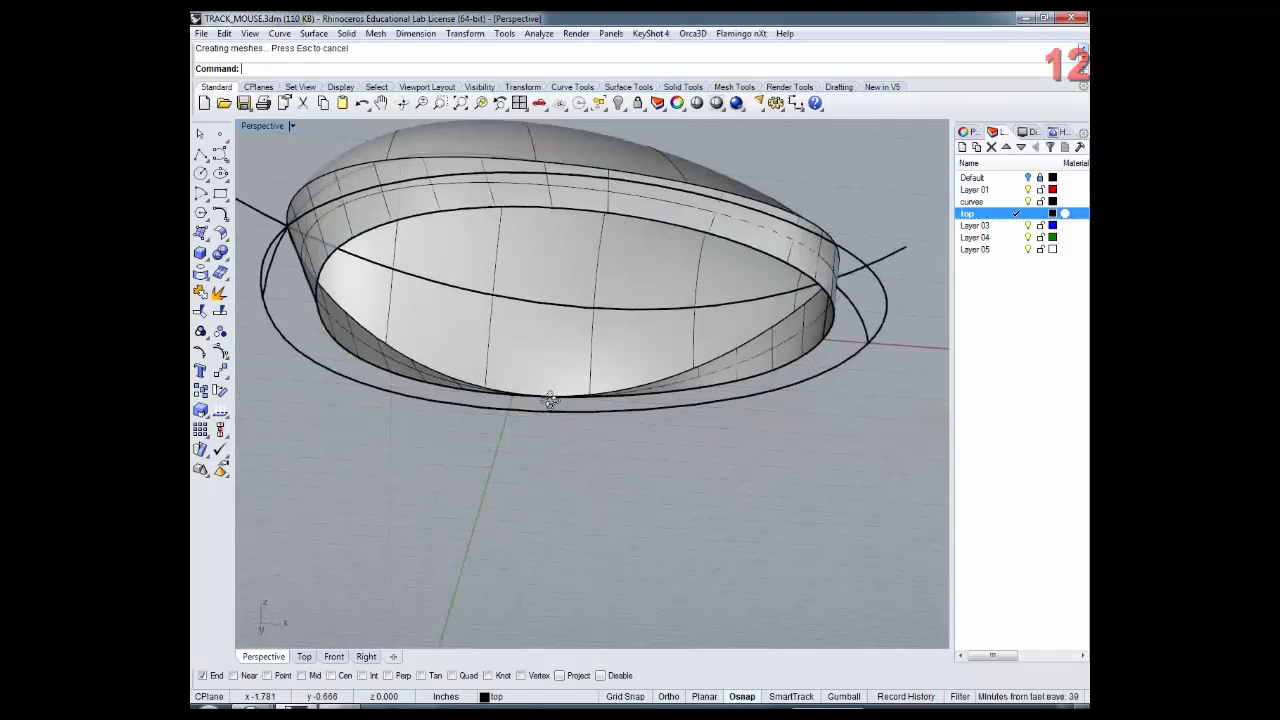 TRACK_MOUSE.3dm (110 KB) - Rhinoceros Educational Lab License (64-bit) - [Perspective]
File Edit View Curve Surface Solid Mesh Dimension Transform Tools Analyze Render Panels KeyShot 4 Orca3D Flamingo nXt Help
Creating meshes... Press Esc to cancel
12
Command:
Standard CPlanes Set View Display Select Viewport Layout Visibility Transform Curve Tools Surface Tools Solid Tools Mesh Tools Render Tools Drafting New in V5
Perspective
P... L... Di... H...
Name Material
Default
Layer 01
curves
top
Layer 03
Layer 04
Layer 05
z
x
y
Perspective Top Front Right
End Near Point Mid Cen Int Perp Tan Quad Knot Vertex Project Disable
CPlane x -1.781 y -0.666 z 0.000 Inches top Grid Snap Ortho Planar Osnap SmartTrack Gumball Record History Filter Minutes from last save: 39